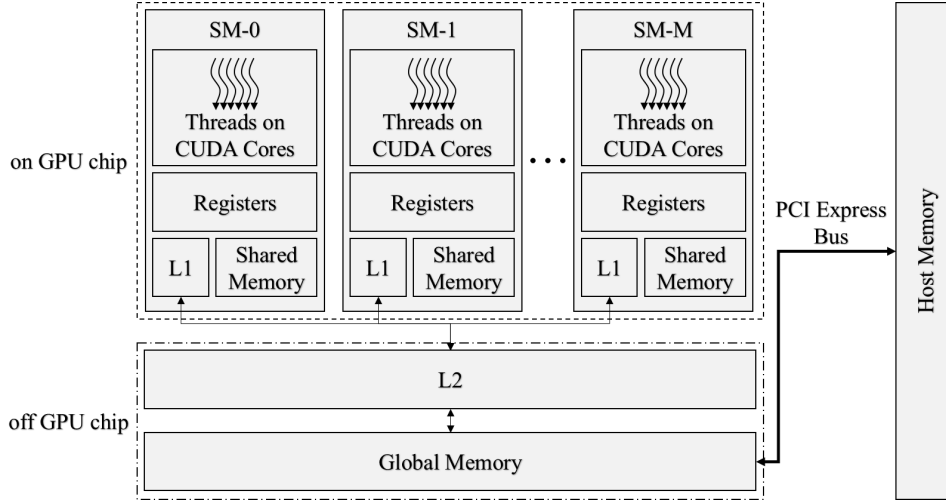 SM-0
SM-1
SM-M
Threads on
CUDA Cores
Threads on
CUDA Cores
Threads on
CUDA Cores
on GPU chip
...
Registers
Registers
Registers
L1
Shared
Memory
L1
Shared
Memory
L1
Shared
Memory
PCI Express
Bus
Host Memory
L2
off GPU chip
Global Memory